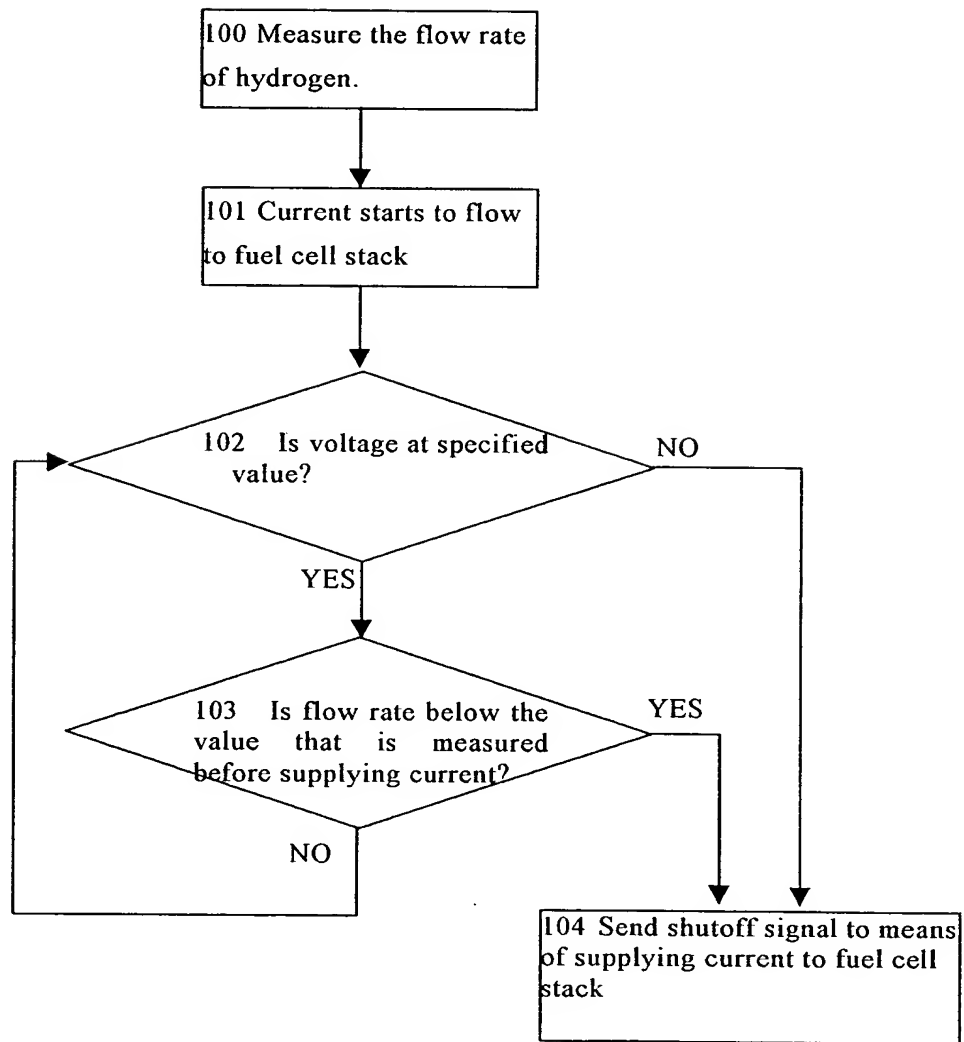 100 Measure the flow rate
of hydrogen.
101 Current starts to flow
to fuel cell stack
102 Is voltage at specified
value?
NO
YES
103 Is flow rate below the
value that is measured
before supplying current?
YES
NO
104 Send shutoff signal to means
of supplying current to fuel cell
stack